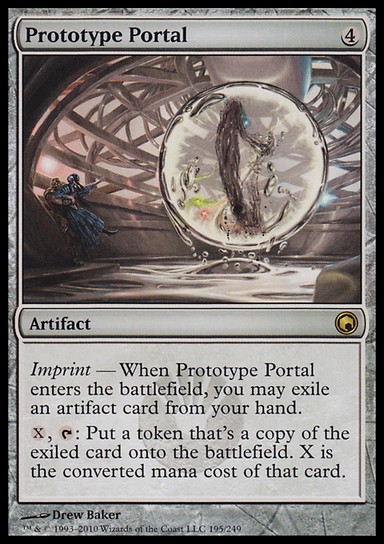 Prototype Portal 4
Artifact
Imprint — When Prototype Portal
enters the battlefield, you may exile
an artifact card from your hand.
X, : Put a token that's a copy of the
exiled card onto the battlefield. X is
the converted mana cost of that card.
Drew Baker
™ & © 1993–2010 Wizards of the Coast LLC 195/249